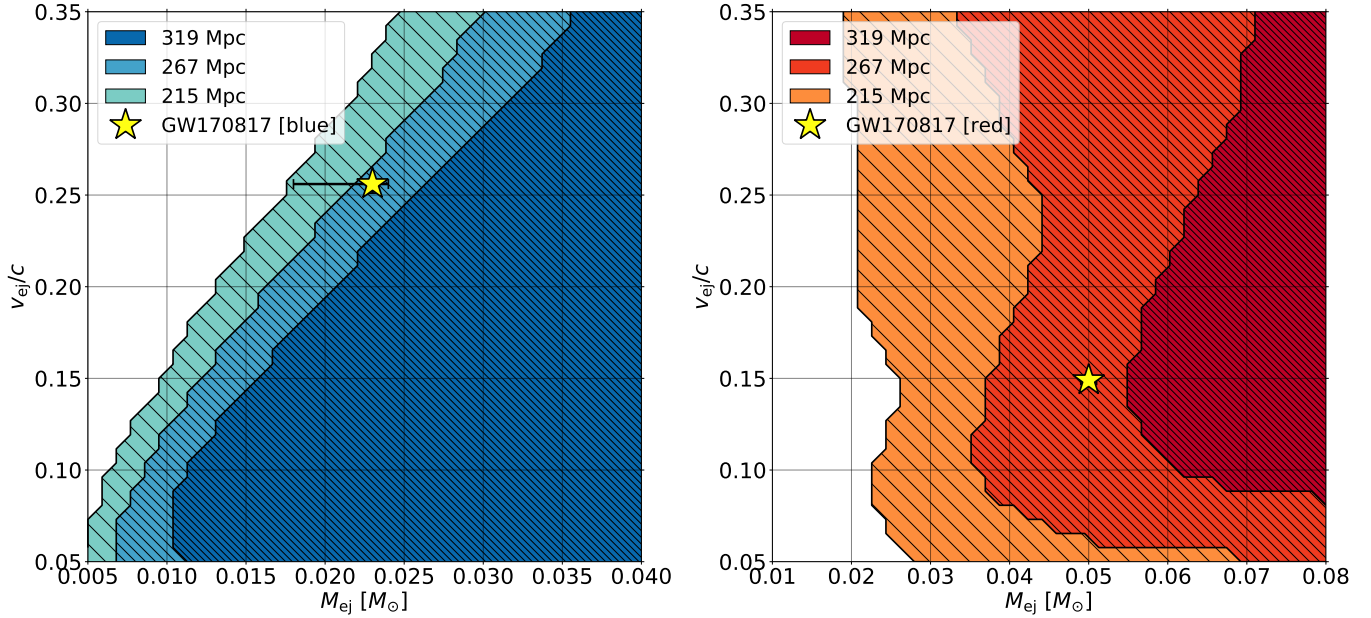 0.35
0.30
0.25
0.20
0.15
0.10
0.05
v_ej/c
319 Mpc
267 Mpc
215 Mpc
GW170817 [blue]
0.005 0.010 0.015 0.020 0.025 0.030 0.035 0.040
M_ej [M_⊙]
0.35
0.30
0.25
0.20
0.15
0.10
0.05
v_ej/c
319 Mpc
267 Mpc
215 Mpc
GW170817 [red]
0.01 0.02 0.03 0.04 0.05 0.06 0.07 0.08
M_ej [M_⊙]